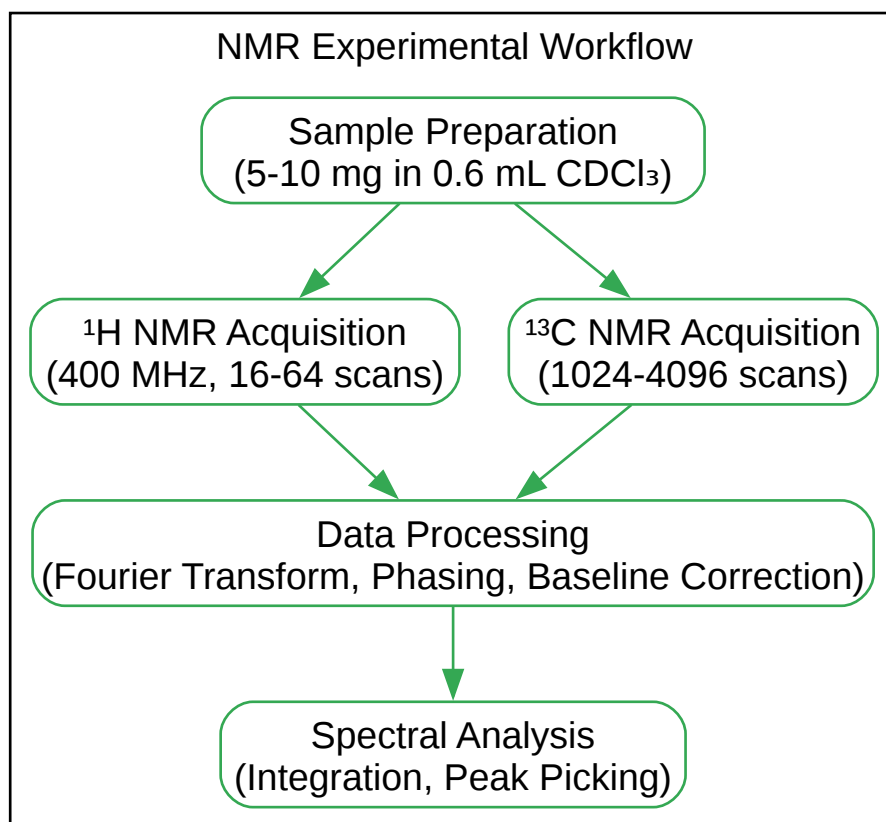 NMR Experimental Workflow
Sample Preparation
(5-10 mg in 0.6 mL CDCl₃)
¹H NMR Acquisition
(400 MHz, 16-64 scans)
¹³C NMR Acquisition
(1024-4096 scans)
Data Processing
(Fourier Transform, Phasing, Baseline Correction)
Spectral Analysis
(Integration, Peak Picking)